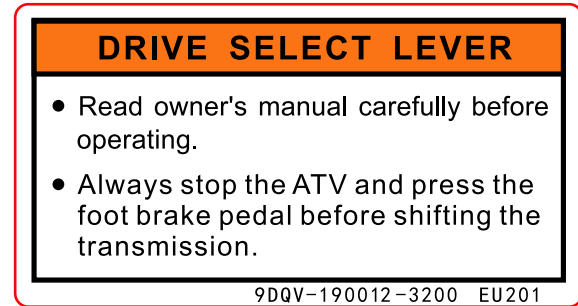 DRIVE SELECT LEVER
● Read owner's manual carefully before
operating.
● Always stop the ATV and press the
foot brake pedal before shifting the
transmission.
9DQV-190012-3200 EU201